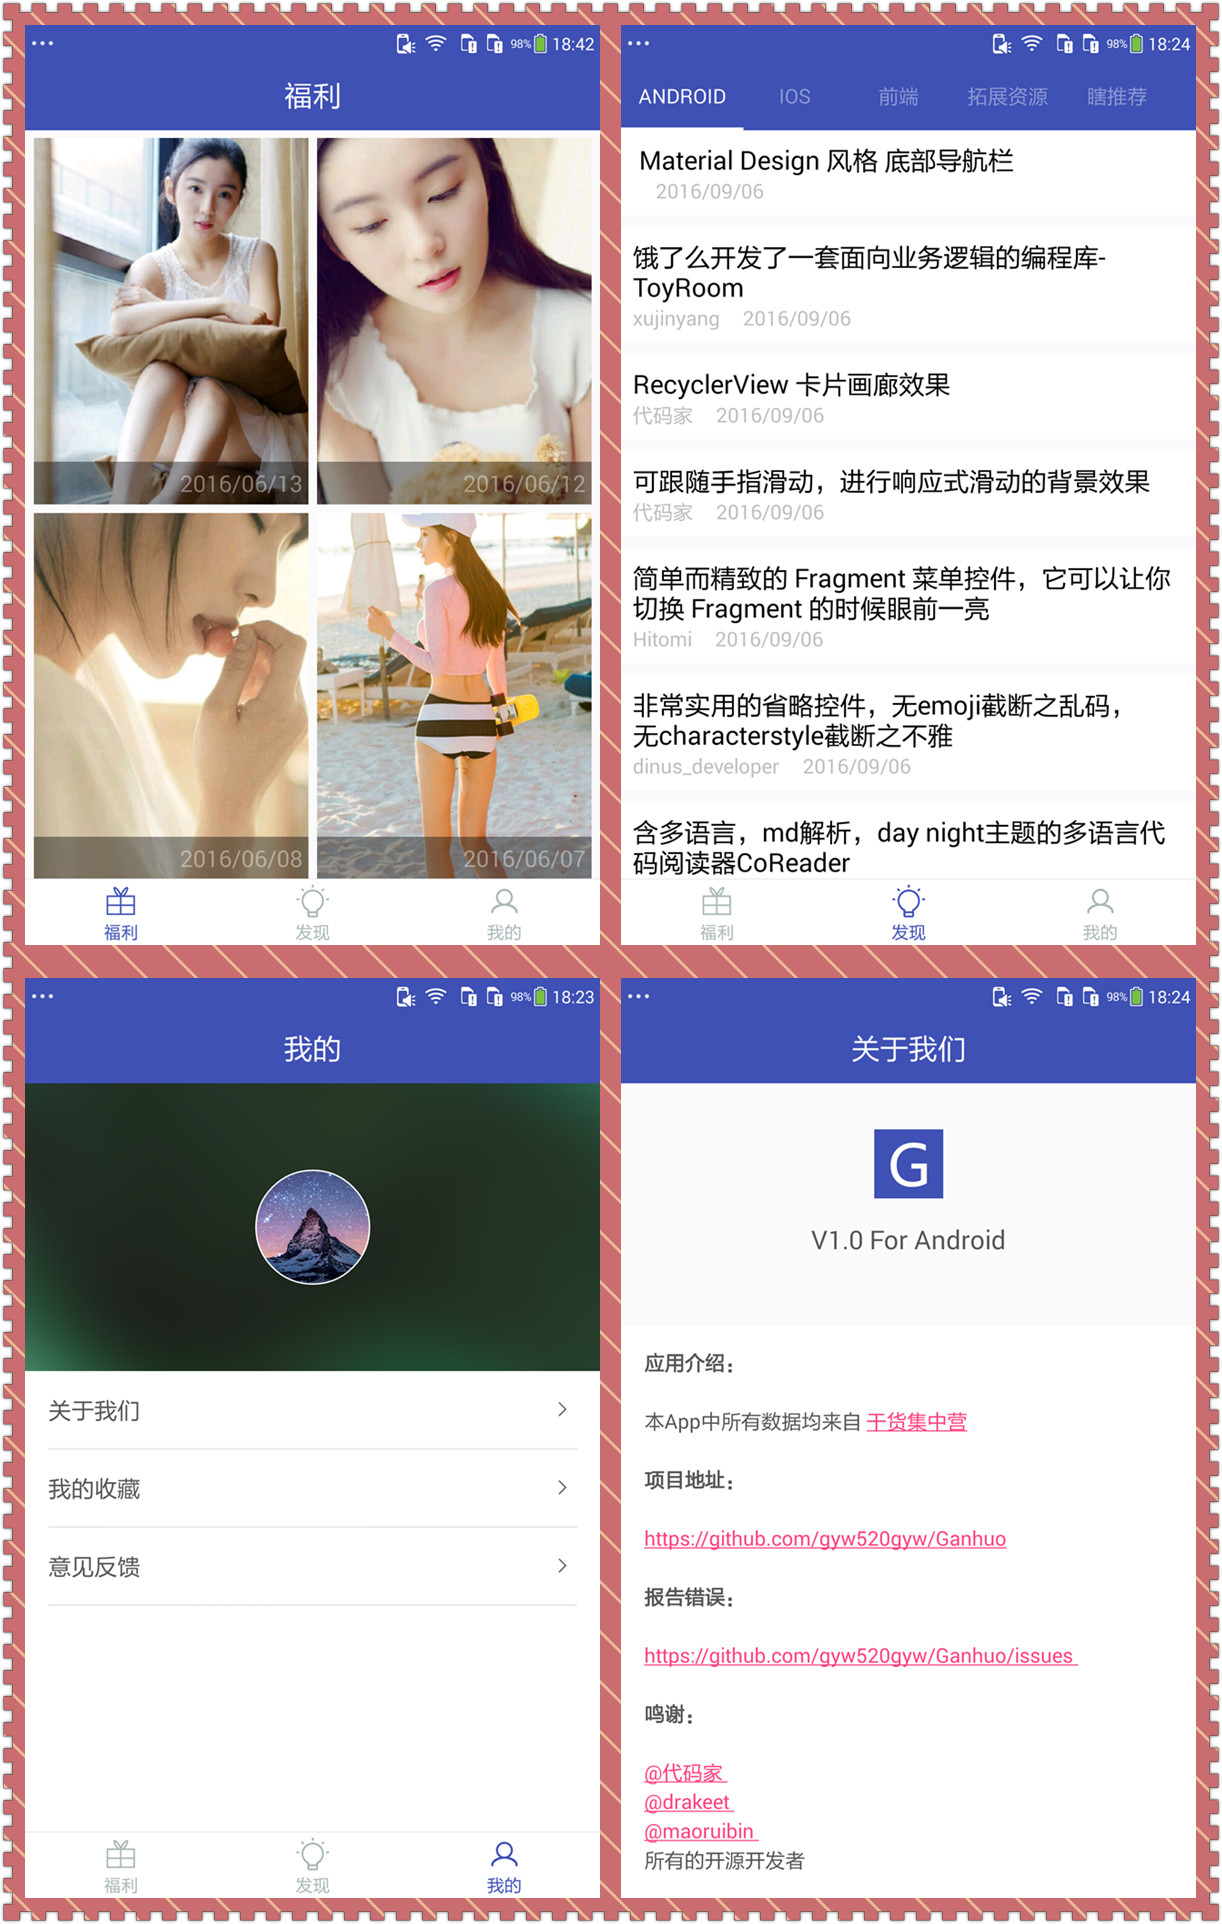 98% 18:42
福利
2016/06/13
2016/06/12
2016/06/08
2016/06/07
福利
发现
我的
98% 18:24
ANDROID IOS 前端 拓展资源 瞎推荐
Material Design 风格 底部导航栏
2016/09/06
饿了么开发了一套面向业务逻辑的编程库-
ToyRoom
xujinyang 2016/09/06
RecyclerView 卡片画廊效果
代码家 2016/09/06
可跟随手指滑动，进行响应式滑动的背景效果
代码家 2016/09/06
简单而精致的 Fragment 菜单控件，它可以让你
切换 Fragment 的时候眼前一亮
Hitomi 2016/09/06
非常实用的省略控件，无emoji截断之乱码，
无characterstyle截断之不雅
dinus_developer 2016/09/06
含多语言，md解析，day night主题的多语言代
码阅读器CoReader
福利
发现
我的
98% 18:23
我的
关于我们
我的收藏
意见反馈
福利
发现
我的
98% 18:24
关于我们
G
V1.0 For Android
应用介绍：
本App中所有数据均来自 干货集中营
项目地址：
https://github.com/gyw520gyw/Ganhuo
报告错误：
https://github.com/gyw520gyw/Ganhuo/issues
鸣谢：
@代码家
@drakeet
@maoruibin
所有的开源开发者